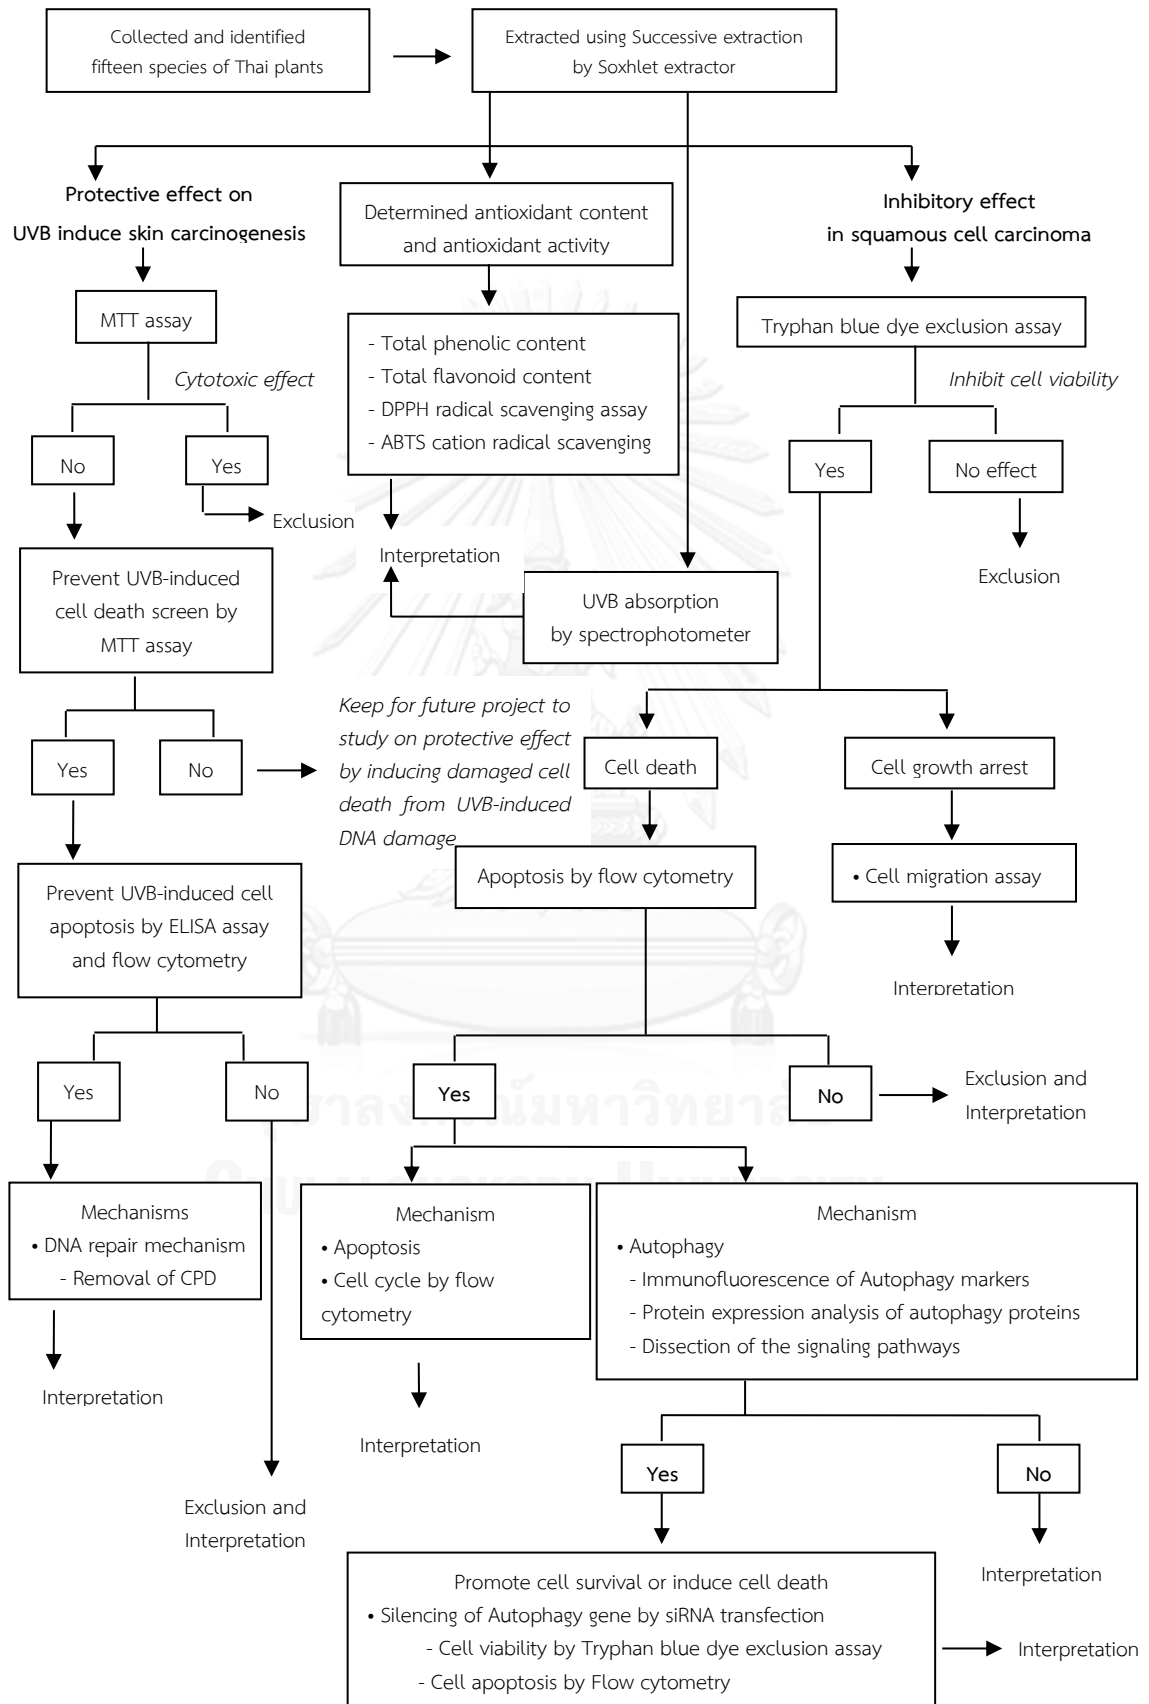 Collected and identified
fifteen species of Thai plants
Extracted using Successive extraction
by Soxhlet extractor
Protective effect on
UVB induce skin carcinogenesis
Determined antioxidant content
and antioxidant activity
Inhibitory effect
in squamous cell carcinoma
MTT assay
Cytotoxic effect
No
Yes
Exclusion
- Total phenolic content
- Total flavonoid content
- DPPH radical scavenging assay
- ABTS cation radical scavenging
Interpretation
Tryphan blue dye exclusion assay
Inhibit cell viability
Yes
No effect
Exclusion
Prevent UVB-induced
cell death screen by
MTT assay
UVB absorption
by spectrophotometer
Yes
No
Keep for future project to
study on protective effect
by inducing damaged cell
death from UVB-induced
DNA damage
Cell death
Cell growth arrest
Apoptosis by flow cytometry
• Cell migration assay
Interpretation
Prevent UVB-induced cell
apoptosis by ELISA assay
and flow cytometry
Yes
No
Yes
No
Exclusion and
Interpretation
Mechanisms
• DNA repair mechanism
- Removal of CPD
Interpretation
Exclusion and
Interpretation
Mechanism
• Apoptosis
• Cell cycle by flow
cytometry
Interpretation
Mechanism
• Autophagy
- Immunofluorescence of Autophagy markers
- Protein expression analysis of autophagy proteins
- Dissection of the signaling pathways
Yes
No
Interpretation
Promote cell survival or induce cell death
• Silencing of Autophagy gene by siRNA transfection
- Cell viability by Tryphan blue dye exclusion assay
- Cell apoptosis by Flow cytometry
Interpretation